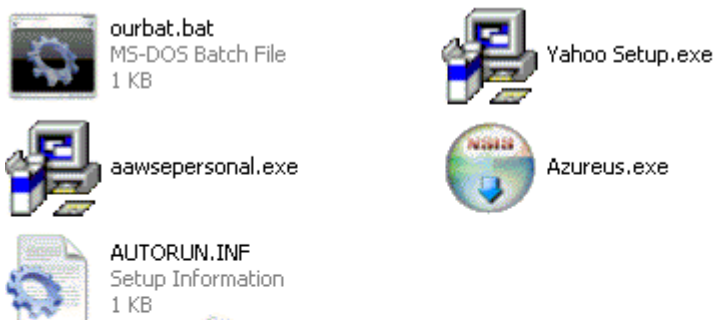 ourbat.bat
MS-DOS Batch File
1 KB
Yahoo Setup.exe
aawsepersonal.exe
NSIS
Azureus.exe
AUTORUN.INF
Setup Information
1 KB